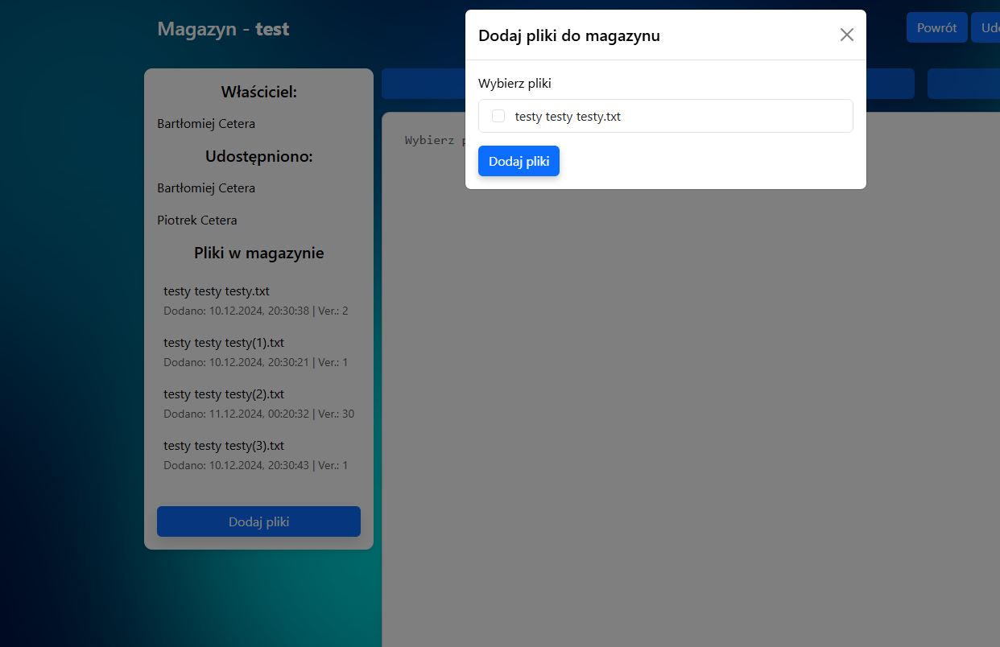 Magazyn - test
Powrót
Właściciel:
Bartłomiej Cetera
Udostępniono:
Bartłomiej Cetera
Piotrek Cetera
Pliki w magazynie
testy testy testy.txt
Dodano: 10.12.2024, 20:30:38 | Ver.: 2
testy testy testy(1).txt
Dodano: 10.12.2024, 20:30:21 | Ver.: 1
testy testy testy(2).txt
Dodano: 11.12.2024, 00:20:32 | Ver.: 30
testy testy testy(3).txt
Dodano: 10.12.2024, 20:30:43 | Ver.: 1
Dodaj pliki
Wybierz
Dodaj pliki do magazynu
Wybierz pliki
testy testy testy.txt
Dodaj pliki